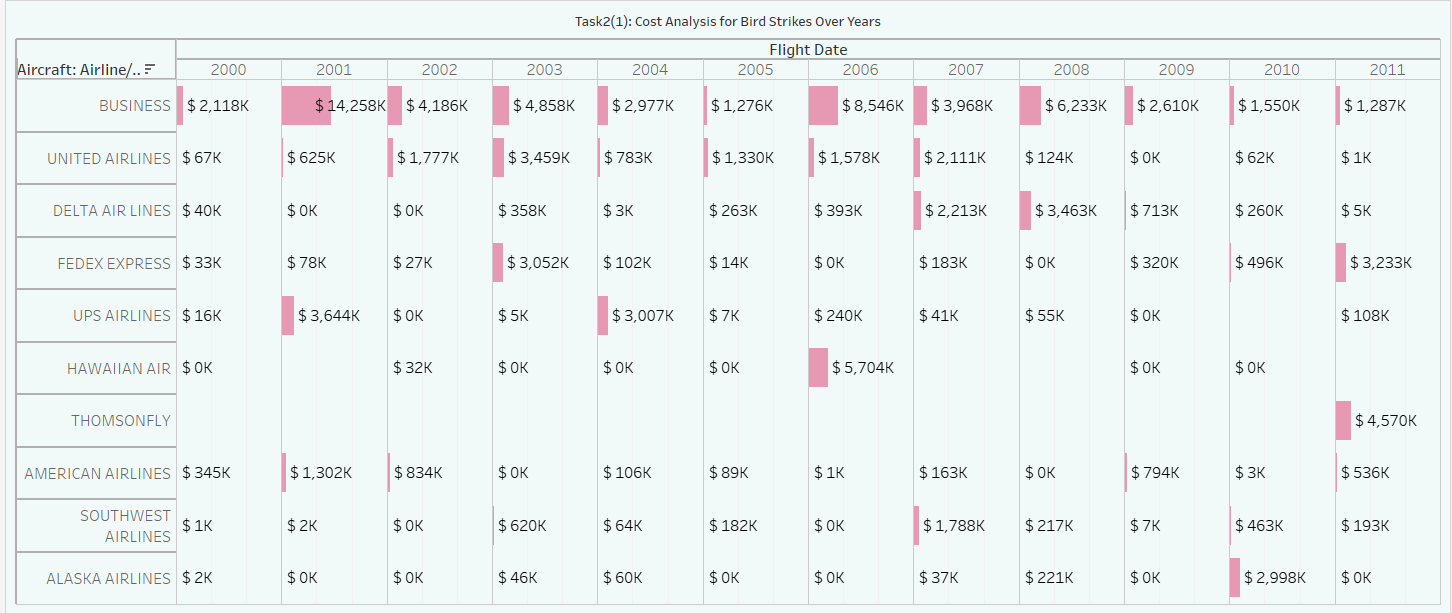 Task2(1): Cost Analysis for Bird Strikes Over Years
Flight Date
Aircraft: Airline/.. 2000 2001 2002 2003 2004 2005 2006 2007 2008 2009 2010 2011
BUSINESS $ 2,118K $ 14,258K $ 4,186K $ 4,858K $ 2,977K $ 1,276K $ 8,546K $ 3,968K $ 6,233K $ 2,610K $ 1,550K $ 1,287K
UNITED AIRLINES $ 67K $ 625K $ 1,777K $ 3,459K $ 783K $ 1,330K $ 1,578K $ 2,111K $ 124K $ 0K $ 62K $ 1K
DELTA AIR LINES $ 40K $ 0K $ 0K $ 358K $ 3K $ 263K $ 393K $ 2,213K $ 3,463K $ 713K $ 260K $ 5K
FEDEX EXPRESS $ 33K $ 78K $ 27K $ 3,052K $ 102K $ 14K $ 0K $ 183K $ 0K $ 320K $ 496K $ 3,233K
UPS AIRLINES $ 16K $ 3,644K $ 0K $ 5K $ 3,007K $ 7K $ 240K $ 41K $ 55K $ 0K $ 108K
HAWAIIAN AIR $ 0K $ 32K $ 0K $ 0K $ 0K $ 5,704K $ 0K $ 0K
THOMSONFLY $ 4,570K
AMERICAN AIRLINES $ 345K $ 1,302K $ 834K $ 0K $ 106K $ 89K $ 1K $ 163K $ 0K $ 794K $ 3K $ 536K
SOUTHWEST
AIRLINES $ 1K $ 2K $ 0K $ 620K $ 64K $ 182K $ 0K $ 1,788K $ 217K $ 7K $ 463K $ 193K
ALASKA AIRLINES $ 2K $ 0K $ 0K $ 46K $ 60K $ 0K $ 0K $ 37K $ 221K $ 0K $ 2,998K $ 0K